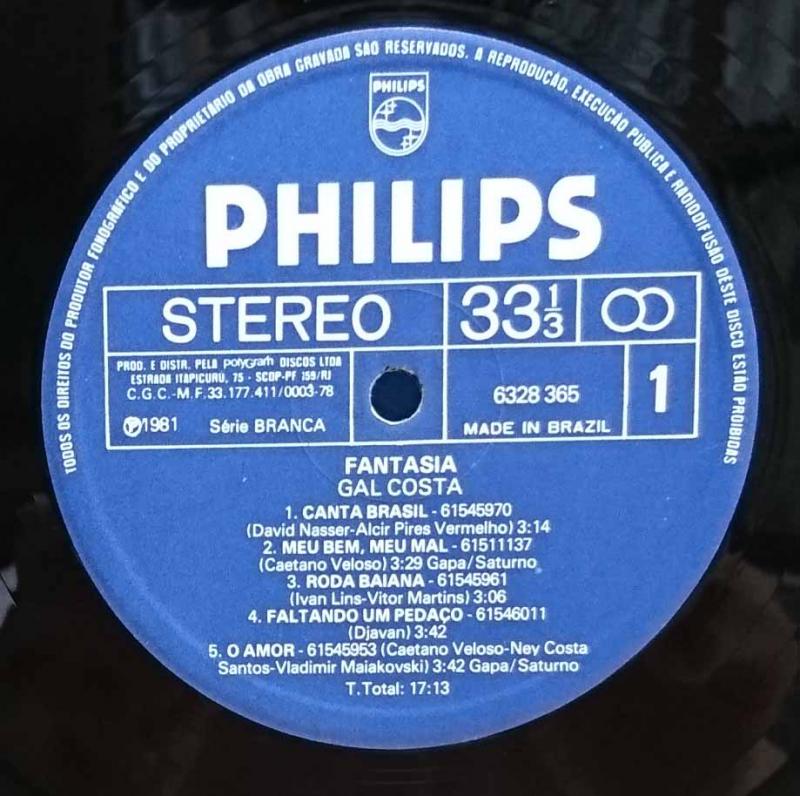 TODOS OS DIREITOS DO PRODUTOR FONOGRÁFICO E DO PROPRIETÁRIO DA OBRA GRAVADA SÃO RESERVADOS. A REPRODUÇÃO, EXECUÇÃO PÚBLICA E RADIODIFUSÃO DÊSTE DISCO ESTÃO PROIBIDAS
PHILIPS
PHILIPS
STEREO
33 1/3
PROD. E DISTR. PELA polyGram DISCOS LTDA
ESTRADA ITAPICURÚ, 75 - SCDP-PF 159/RJ
C.G.C.-M.F.33.177.411/0003-78
℗1981 Série BRANCA
6328 365
MADE IN BRAZIL
1
FANTASIA
GAL COSTA
1. CANTA BRASIL - 61545970
(David Nasser-Alcir Pires Vermelho) 3:14
2. MEU BEM, MEU MAL - 61511137
(Caetano Veloso) 3:29 Gapa/Saturno
3. RODA BAIANA - 61545961
(Ivan Lins-Vitor Martins) 3:06
4. FALTANDO UM PEDAÇO - 61546011
(Djavan) 3:42
5. O AMOR - 61545953 (Caetano Veloso-Ney Costa
Santos-Vladimir Maiakovski) 3:42 Gapa/Saturno
T.Total: 17:13